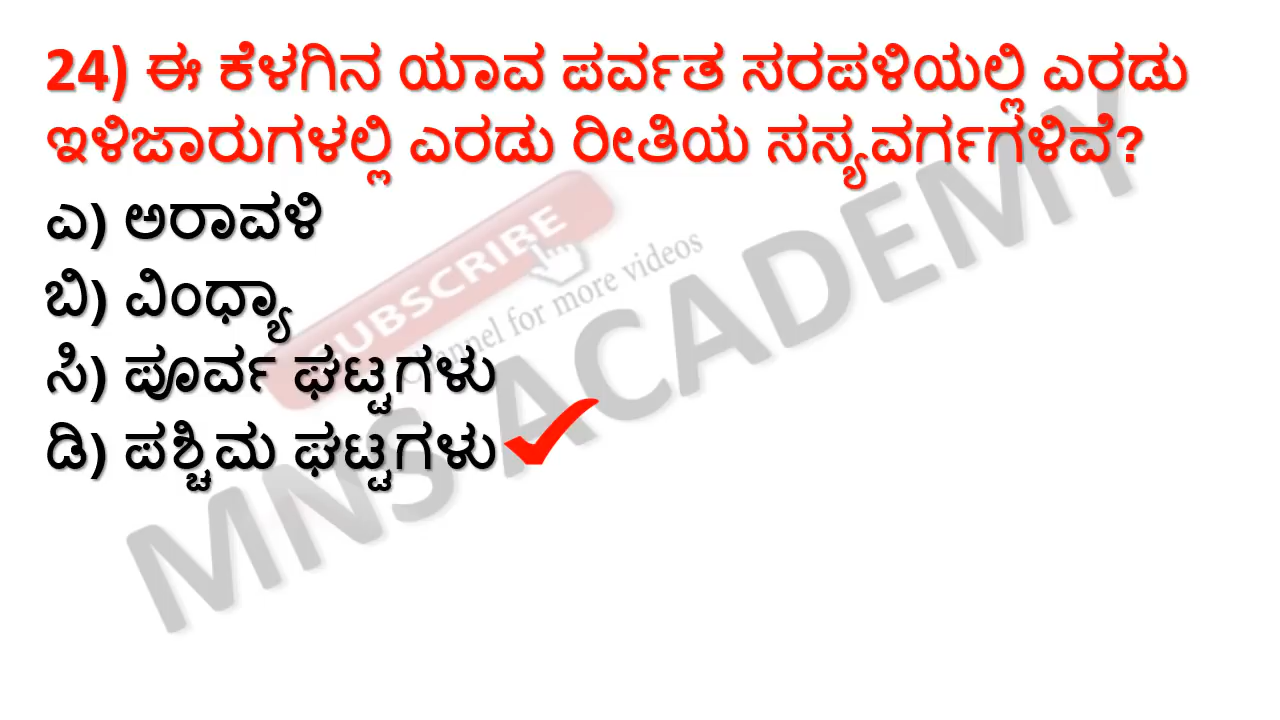 24) ಈ ಕೆಳಗಿನ ಯಾವ ಪರ್ವತ ಸರಪಳಿಯಲ್ಲಿ ಎರಡು
ಇಳಿಜಾರುಗಳಲ್ಲಿ ಎರಡು ರೀತಿಯ ಸಸ್ಯವರ್ಗಗಳಿವೆ?
ಎ) ಅರಾವಳಿ
ಬಿ) ವಿಂಧ್ಯಾ
ಸಿ) ಪೂರ್ವ ಘಟ್ಟಗಳು
ಡಿ) ಪಶ್ಚಿಮ ಘಟ್ಟಗಳು
SUBSCRIBE
Channel for more videos
MNS ACADEMY